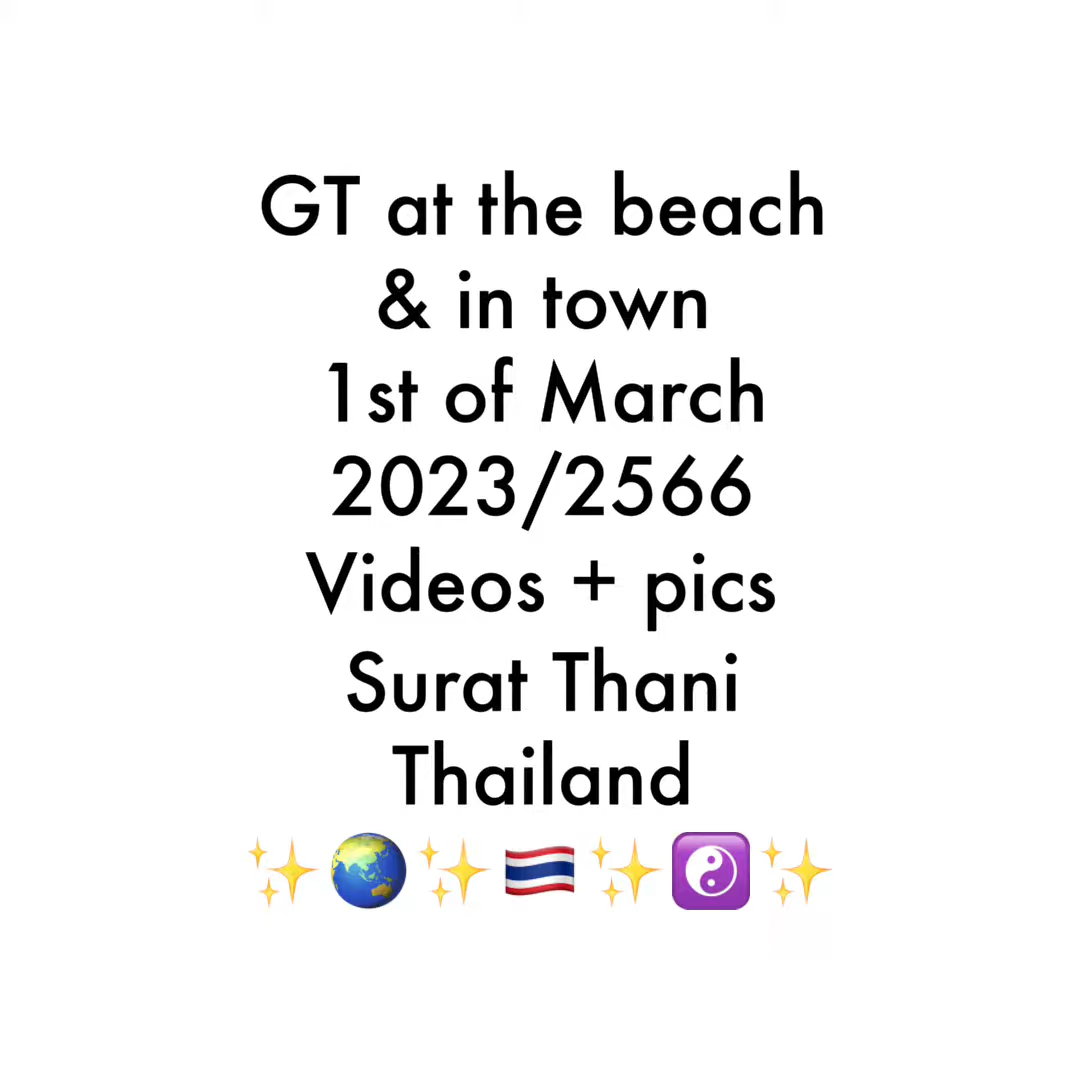 GT at the beach
& in town
1st of March
2023/2566
Videos + pics
Surat Thani
Thailand
✨🌏✨🇹🇭✨☯️✨